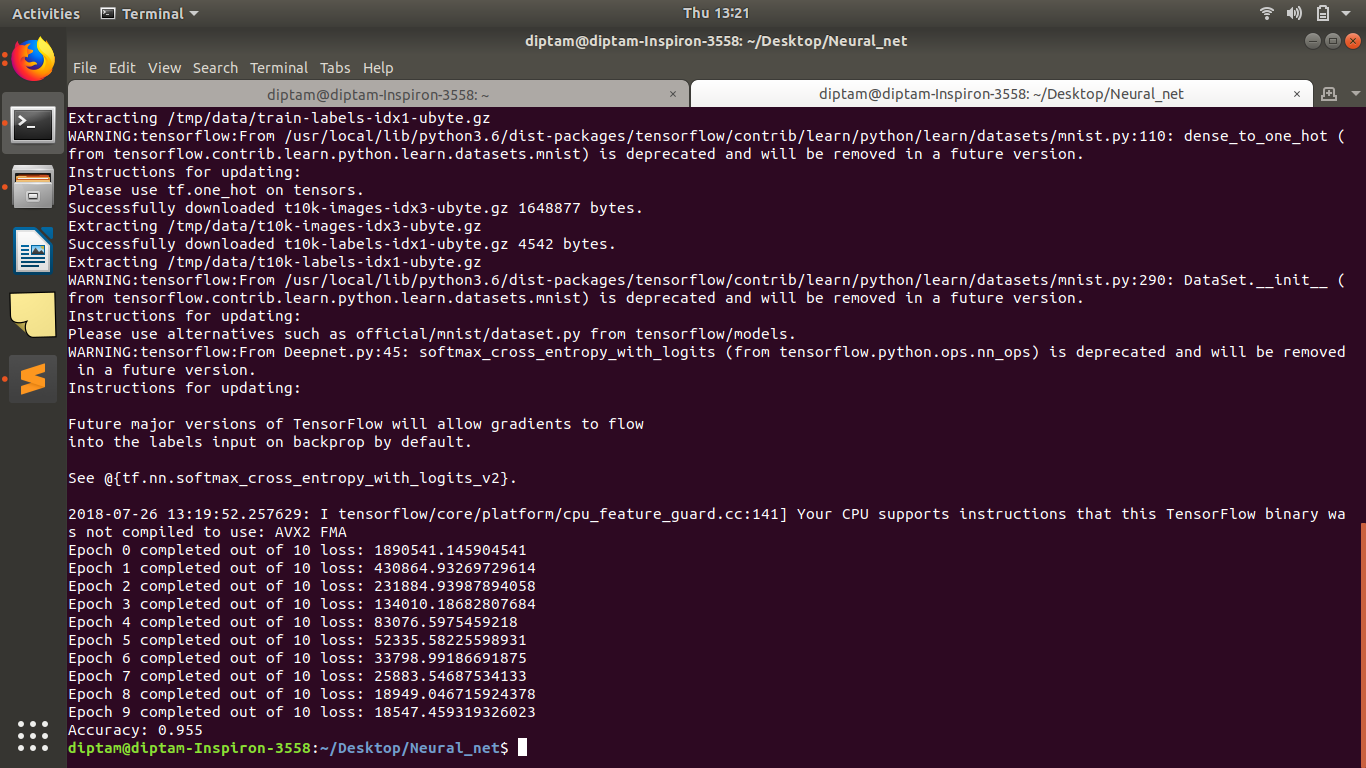 Activities Terminal Thu 13:21
diptam@diptam-Inspiron-3558: ~/Desktop/Neural_net
File Edit View Search Terminal Tabs Help
diptam@diptam-Inspiron-3558: ~ × diptam@diptam-Inspiron-3558: ~/Desktop/Neural_net ×
Extracting /tmp/data/train-labels-idx1-ubyte.gz
WARNING:tensorflow:From /usr/local/lib/python3.6/dist-packages/tensorflow/contrib/learn/python/learn/datasets/mnist.py:110: dense_to_one_hot (
from tensorflow.contrib.learn.python.learn.datasets.mnist) is deprecated and will be removed in a future version.
Instructions for updating:
Please use tf.one_hot on tensors.
Successfully downloaded t10k-images-idx3-ubyte.gz 1648877 bytes.
Extracting /tmp/data/t10k-images-idx3-ubyte.gz
Successfully downloaded t10k-labels-idx1-ubyte.gz 4542 bytes.
Extracting /tmp/data/t10k-labels-idx1-ubyte.gz
WARNING:tensorflow:From /usr/local/lib/python3.6/dist-packages/tensorflow/contrib/learn/python/learn/datasets/mnist.py:290: DataSet.__init__ (
from tensorflow.contrib.learn.python.learn.datasets.mnist) is deprecated and will be removed in a future version.
Instructions for updating:
Please use alternatives such as official/mnist/dataset.py from tensorflow/models.
WARNING:tensorflow:From Deepnet.py:45: softmax_cross_entropy_with_logits (from tensorflow.python.ops.nn_ops) is deprecated and will be removed
 in a future version.
Instructions for updating:
Future major versions of TensorFlow will allow gradients to flow
into the labels input on backprop by default.
See @{tf.nn.softmax_cross_entropy_with_logits_v2}.
2018-07-26 13:19:52.257629: I tensorflow/core/platform/cpu_feature_guard.cc:141] Your CPU supports instructions that this TensorFlow binary wa
s not compiled to use: AVX2 FMA
Epoch 0 completed out of 10 loss: 1890541.145904541
Epoch 1 completed out of 10 loss: 430864.93269729614
Epoch 2 completed out of 10 loss: 231884.93987894058
Epoch 3 completed out of 10 loss: 134010.18682807684
Epoch 4 completed out of 10 loss: 83076.5975459218
Epoch 5 completed out of 10 loss: 52335.58225598931
Epoch 6 completed out of 10 loss: 33798.99186691875
Epoch 7 completed out of 10 loss: 25883.54687534133
Epoch 8 completed out of 10 loss: 18949.046715924378
Epoch 9 completed out of 10 loss: 18547.459319326023
Accuracy: 0.955
diptam@diptam-Inspiron-3558:~/Desktop/Neural_net$